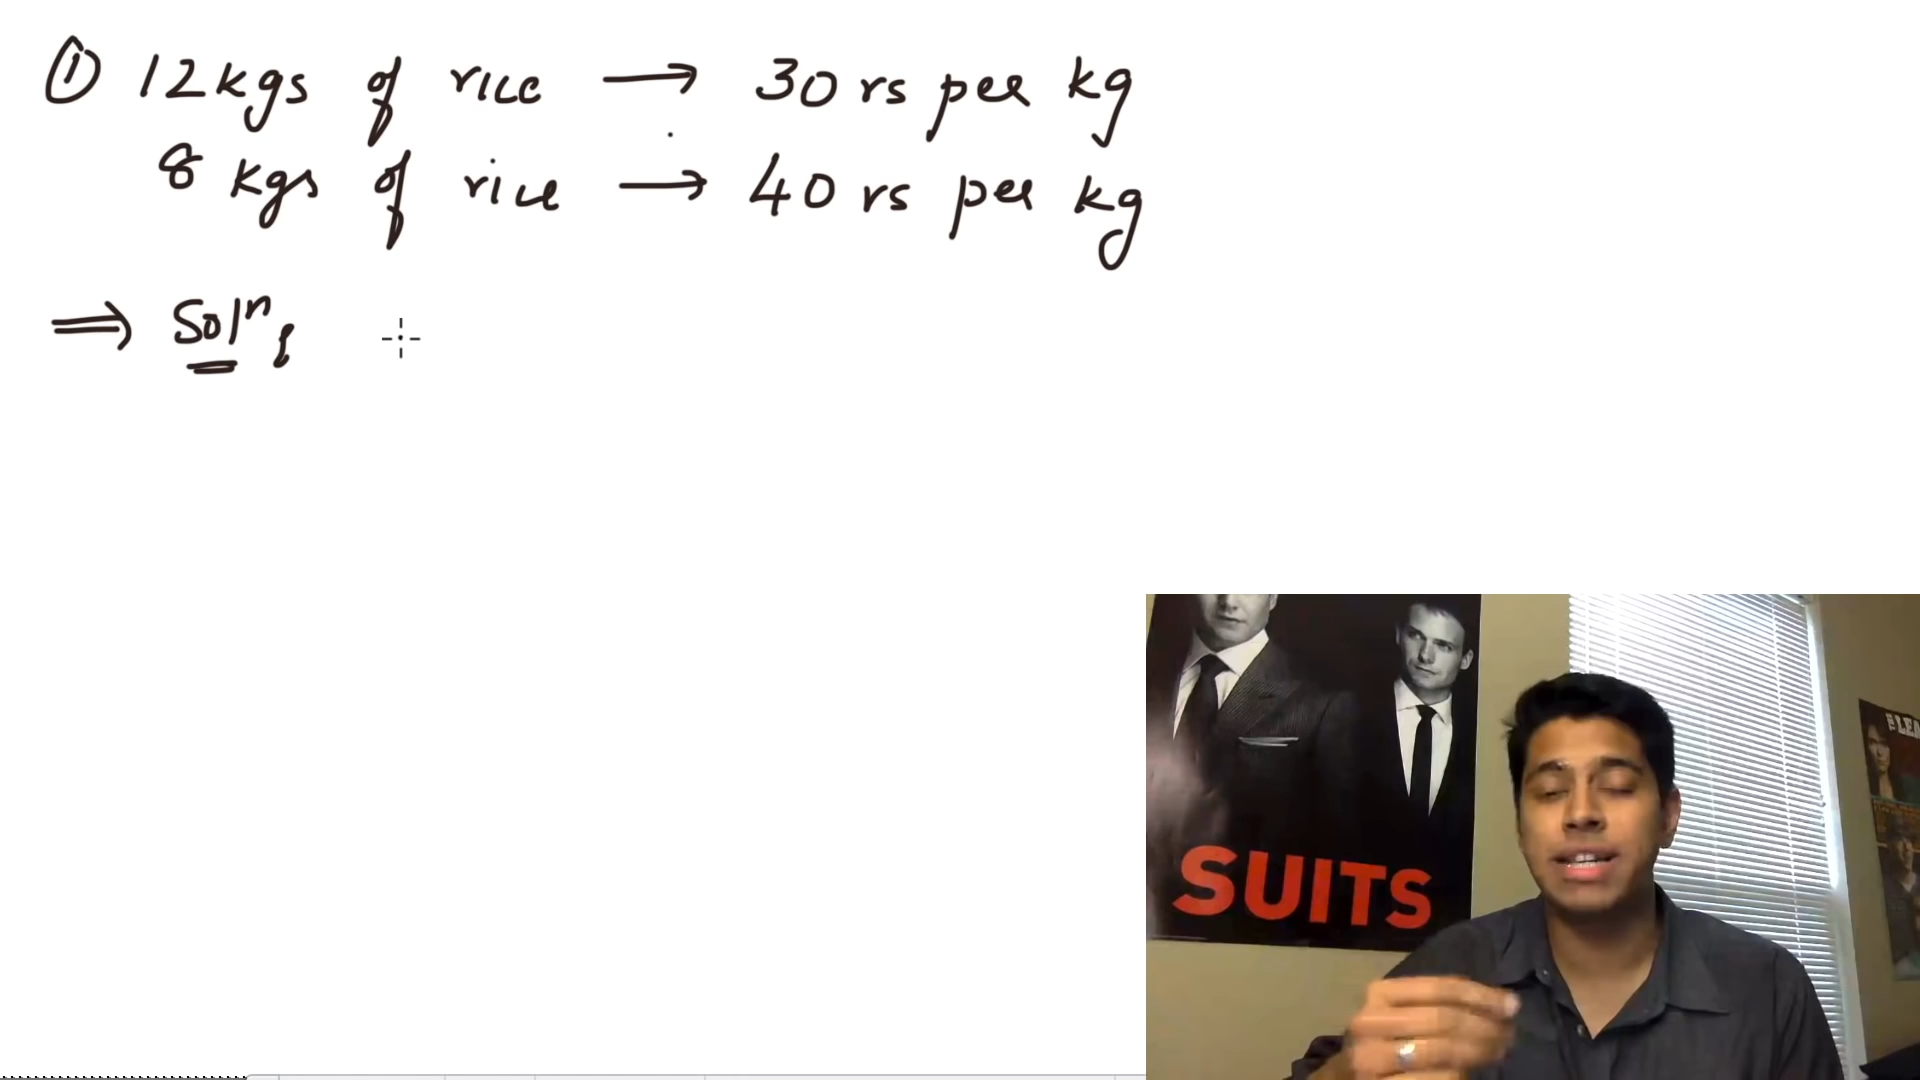 ① 12kgs of rice → 30 rs per kg
8 kgs of rice → 40 rs per kg
⇒ Solⁿ:
SUITS